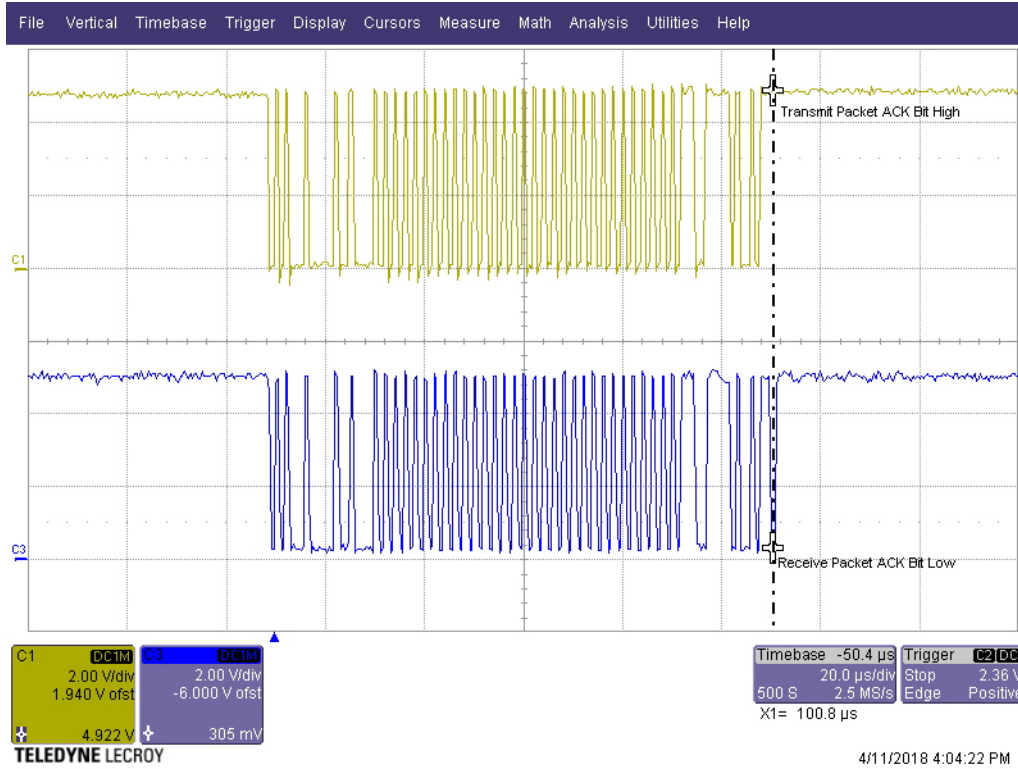 File Vertical Timebase Trigger Display Cursors Measure Math Analysis Utilities Help
Transmit Packet ACK Bit High
C1
C3
Receive Packet ACK Bit Low
C1 DC1M
2.00 V/div
1.940 V ofst
4.922 V
C3 DC1M
2.00 V/div
-6.000 V ofst
305 mV
Timebase -50.4 µs
20.0 µs/div
500 S 2.5 MS/s
Trigger C2 DC
Stop 2.36 V
Edge Positive
X1= 100.8 µs
TELEDYNE LECROY
4/11/2018 4:04:22 PM